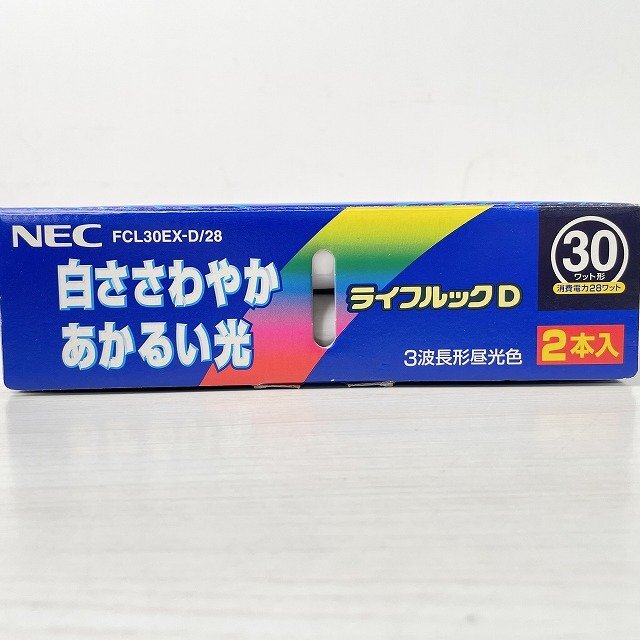 NEC FCL30EX-D/28
白ささわやか
あかるい光
ライフルックD
3波長形昼光色
30
ワット形
消費電力28ワット
2本入